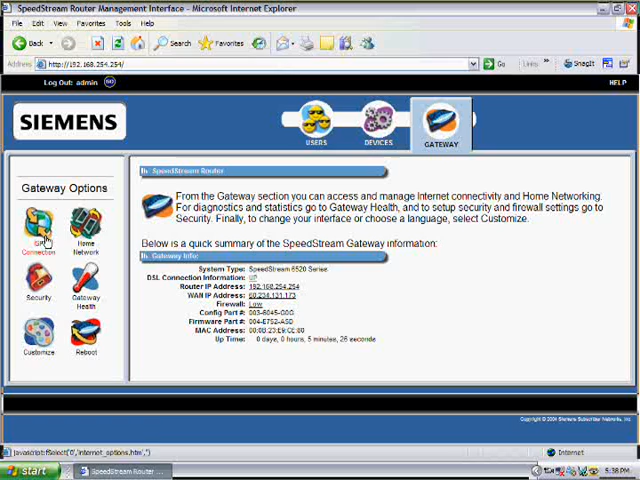 SpeedStream Router Management Interface - Microsoft Internet Explorer
File Edit View Favorites Tools Help
Back Search Favorites
Address http://192.168.254.254/ Go Links SnagIt
Log Out: admin HELP
SIEMENS
USERS DEVICES GATEWAY
Gateway Options
SpeedStream Router
From the Gateway section you can access and manage Internet connectivity and Home Networking.
For diagnostics and statistics go to Gateway Health, and to setup security and firewall settings go to
Security. Finally, to change your interface or choose a language, select Customize.
Connection
Home
Network
Below is a quick summary of the SpeedStream Gateway information:
Gateway Info:
System Type: SpeedStream 6520 Series
DSL Connection Information: UP
Router IP Address: 192.168.254.254
WAN IP Address:
Firewall: Low
Config Part #:
Firmware Part #:
MAC Address:
Up Time: 0 days, 0 hours, 5 minutes, 26 seconds
Security
Gateway
Health
Customize
Reboot
Copyright © 2004 Siemens Subscriber Networks, Inc.
javascript:fSelect('0','internet_options.htm','')
Internet
start
SpeedStream Router ...
5:38 PM